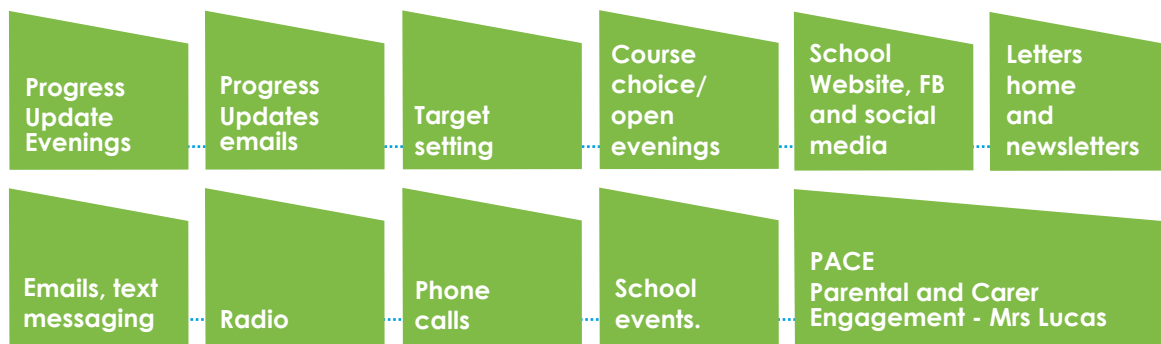 Progress
Update
Evenings
Progress
Updates
emails
Target
setting
Course
choice/
open
evenings
School
Website, FB
and social
media
Letters
home
and
newsletters
Emails, text
messaging
Radio
Phone
calls
School
events.
PACE
Parental and Carer
Engagement - Mrs Lucas